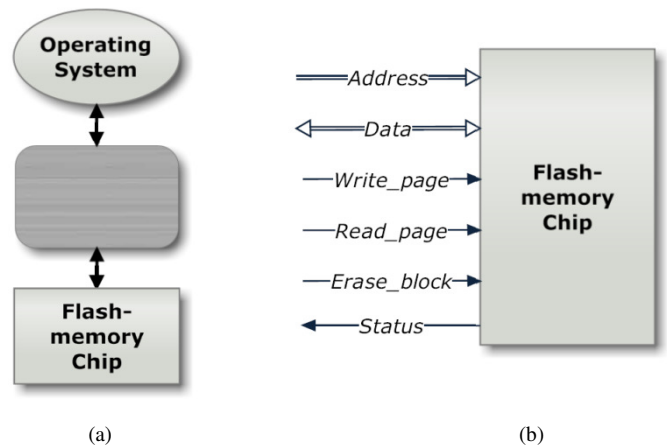 Operating
System
Flash-
memory
Chip
(a)
Address
Data
Write_page
Read_page
Erase_block
Status
Flash-
memory
Chip
(b)